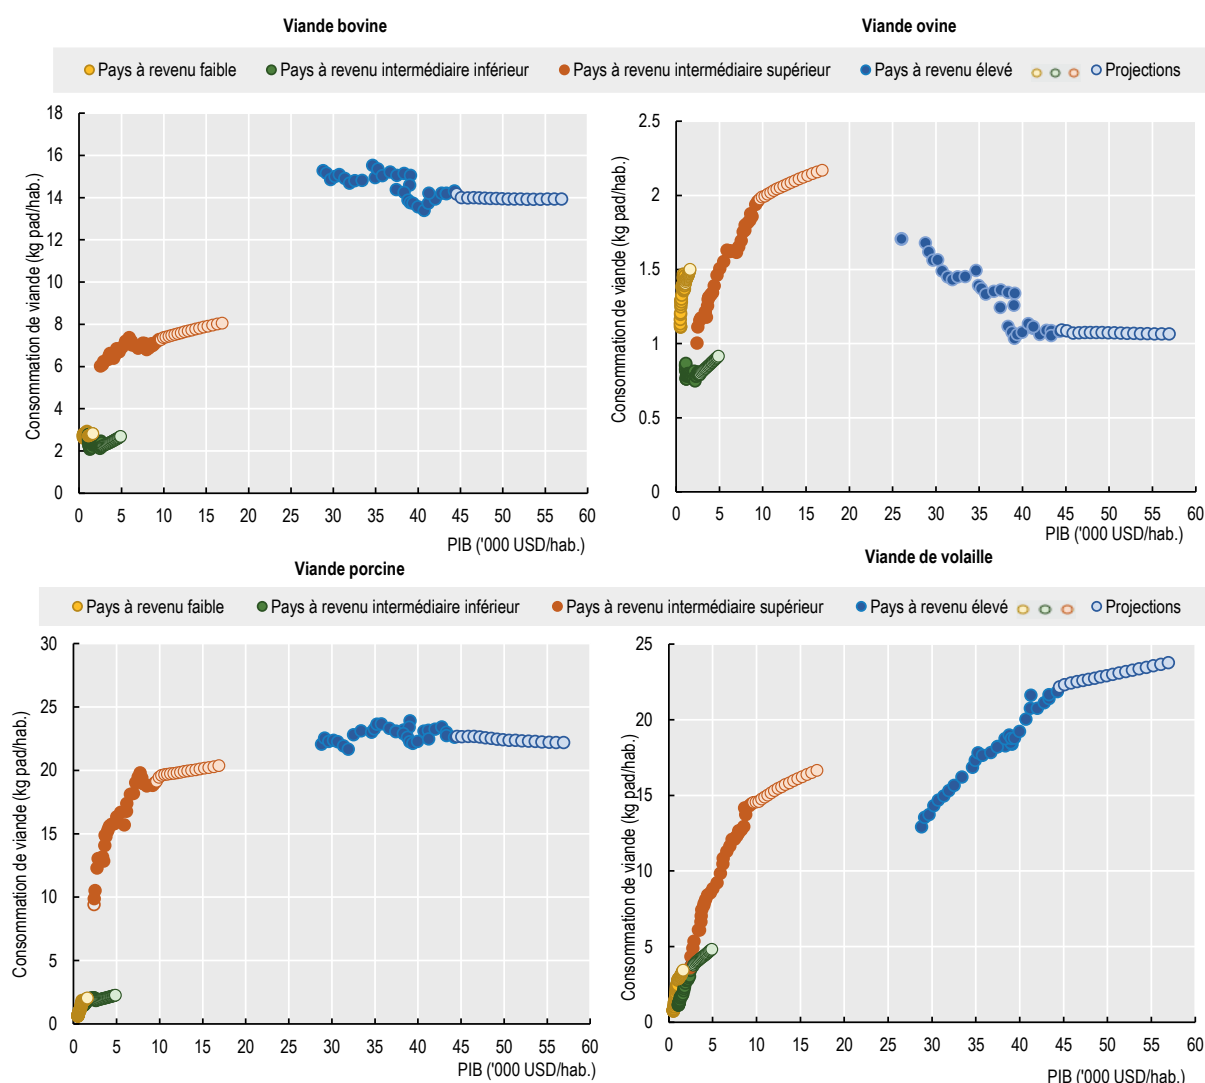 Viande bovine
Viande ovine
Pays à revenu faible Pays à revenu intermédiaire inférieur Pays à revenu intermédiaire supérieur Pays à revenu élevé Projections
Consommation de viande (kg pad/hab.)
18
16
14
12
10
8
6
4
2
0
0 5 10 15 20 25 30 35 40 45 50 55 60
PIB ('000 USD/hab.)
Consommation de viande (kg pad/hab.)
2.5
2
1.5
1
0.5
0
0 5 10 15 20 25 30 35 40 45 50 55 60
PIB ('000 USD/hab.)
Viande porcine
Viande de volaille
Pays à revenu faible Pays à revenu intermédiaire inférieur Pays à revenu intermédiaire supérieur Pays à revenu élevé Projections
Consommation de viande (kg pad/hab.)
30
25
20
15
10
5
0
0 5 10 15 20 25 30 35 40 45 50 55 60
PIB ('000 USD/hab.)
Consommation de viande (kg pad/hab.)
25
20
15
10
5
0
0 5 10 15 20 25 30 35 40 45 50 55 60
PIB ('000 USD/hab.)